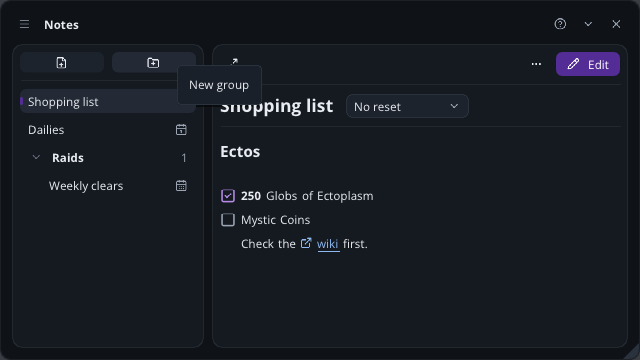 Notes
New group
Edit
Shopping list
Shopping list
No reset
Dailies
Raids
1
Weekly clears
Ectos
250 Globs of Ectoplasm
Mystic Coins
Check the wiki first.